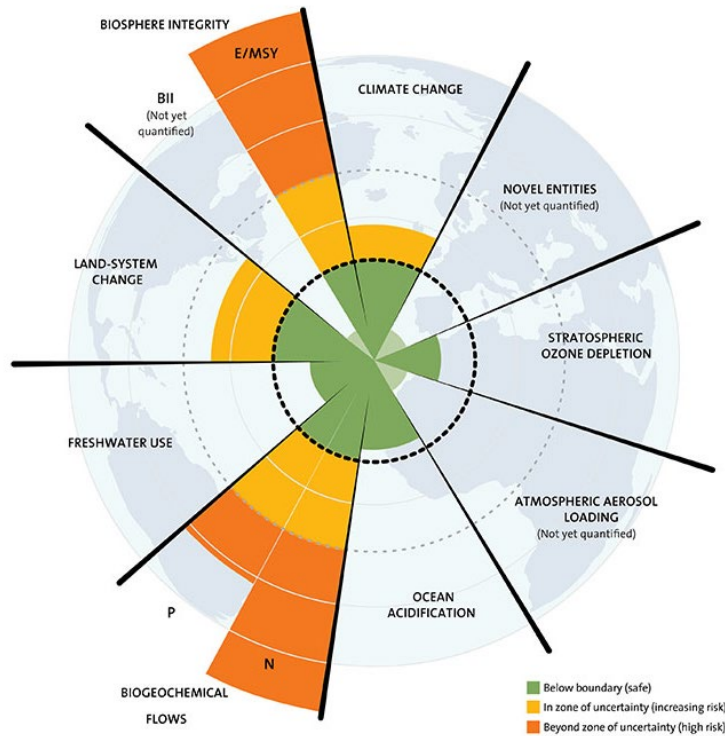 BIOSPHERE INTEGRITY
E/MSY
BII
(Not yet
quantified)
CLIMATE CHANGE
NOVEL ENTITIES
(Not yet quantified)
LAND-SYSTEM
CHANGE
STRATOSPHERIC
OZONE DEPLETION
FRESHWATER USE
ATMOSPHERIC AEROSOL
LOADING
(Not yet quantified)
OCEAN
ACIDIFICATION
P
N
BIOGEOCHEMICAL
FLOWS
Below boundary (safe)
In zone of uncertainty (increasing risk)
Beyond zone of uncertainty (high risk)